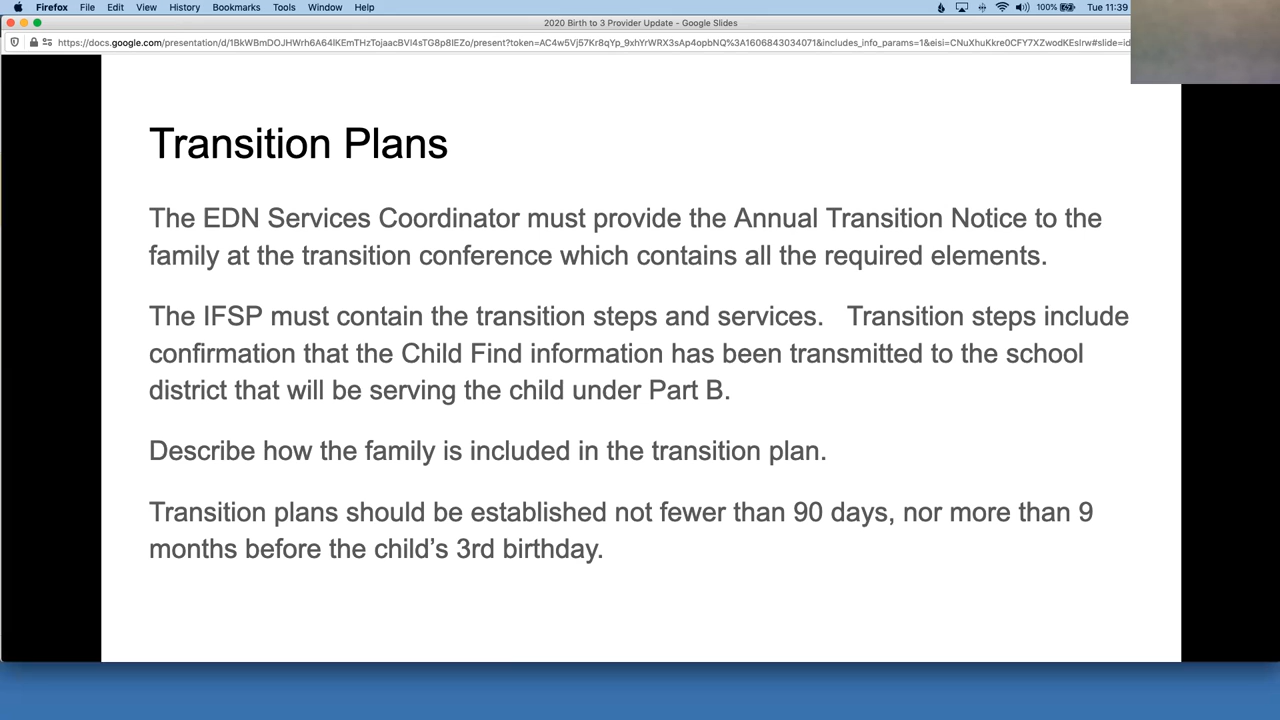 Firefox File Edit View History Bookmarks Tools Window Help 100% Tue 11:39
2020 Birth to 3 Provider Update - Google Slides
Transition Plans
The EDN Services Coordinator must provide the Annual Transition Notice to the
family at the transition conference which contains all the required elements.
The IFSP must contain the transition steps and services. Transition steps include
confirmation that the Child Find information has been transmitted to the school
district that will be serving the child under Part B.
Describe how the family is included in the transition plan.
Transition plans should be established not fewer than 90 days, nor more than 9
months before the child’s 3rd birthday.